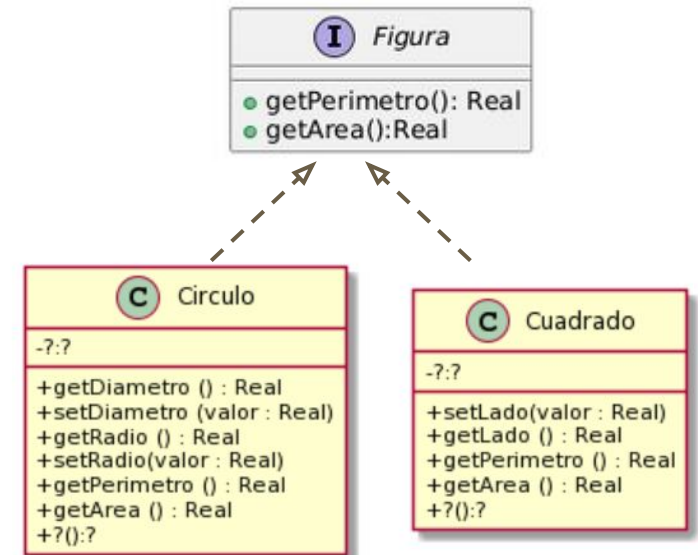 I Figura
getPerimetro(): Real
getArea():Real
C Circulo
-?:?
+getDiametro () : Real
+setDiametro (valor : Real)
+getRadio () : Real
+setRadio(valor : Real)
+getPerimetro () : Real
+getArea () : Real
+?():?
C Cuadrado
-?:?
+setLado(valor : Real)
+getLado () : Real
+getPerimetro () : Real
+getArea () : Real
+?():?